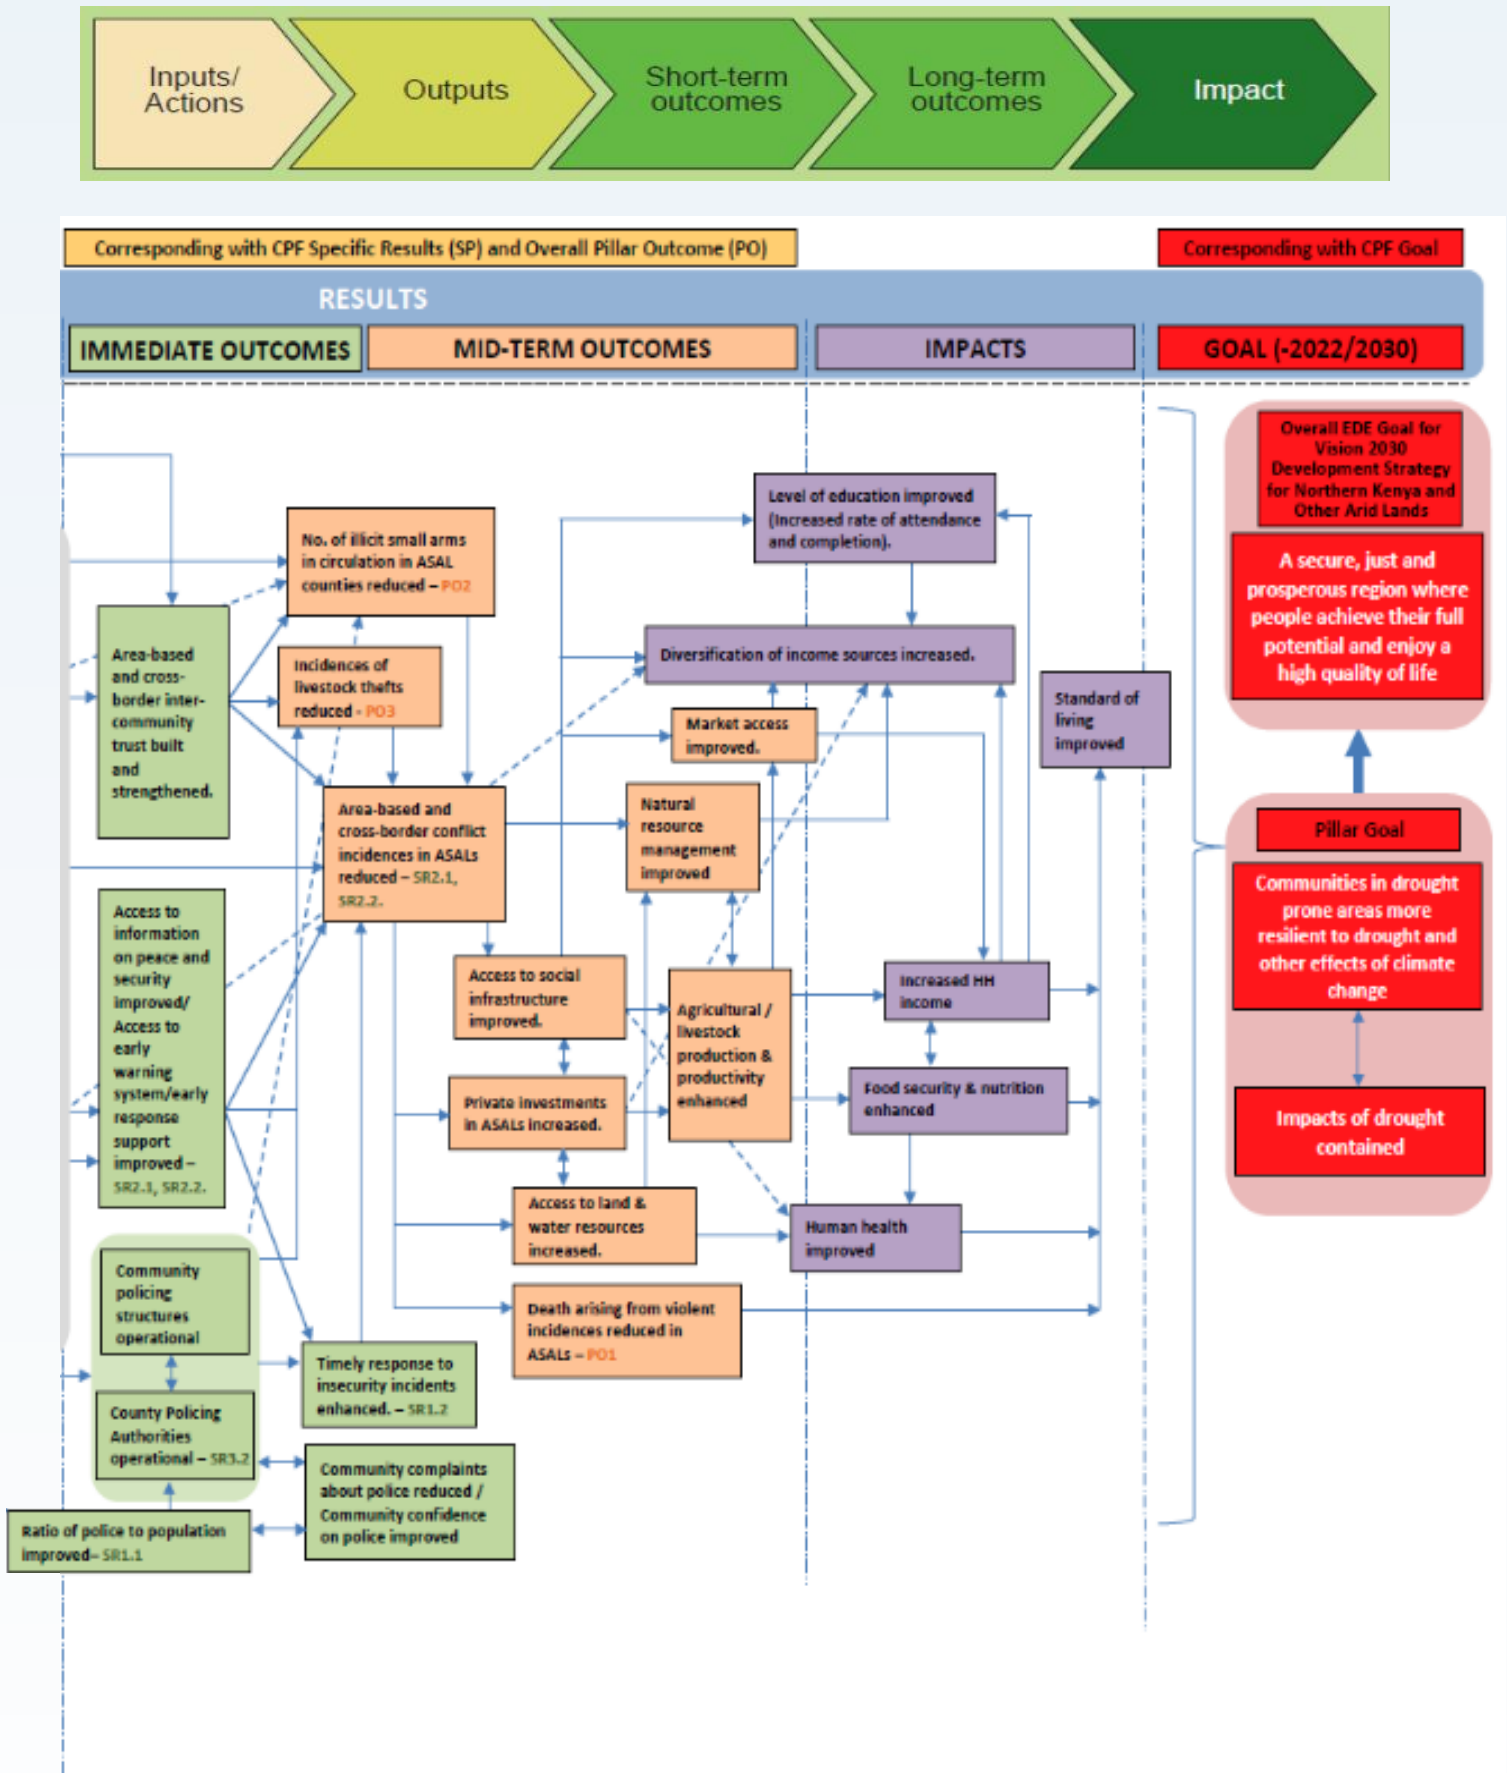 Inputs/
Actions
Outputs
Short-term
outcomes
Long-term
outcomes
Impact
Corresponding with CPF Specific Results (SP) and Overall Pillar Outcome (PO)
Corresponding with CPF Goal
RESULTS
IMMEDIATE OUTCOMES
MID-TERM OUTCOMES
IMPACTS
GOAL (-2022/2030)
Area-based
and cross-
border inter-
community
trust built
and
strengthened.
Access to
information
on peace and
security
improved/
Access to
early
warning
system/early
response
support
improved –
SR2.1, SR2.2.
Community
policing
structures
operational
County Policing
Authorities
operational – SR3.2
Ratio of police to population
improved– SR1.1
Timely response to
insecurity incidents
enhanced. – SR1.2
Community complaints
about police reduced /
Community confidence
on police improved
No. of illicit small arms
in circulation in ASAL
counties reduced – PO2
Incidences of
livestock thefts
reduced - PO3
Area-based and
cross-border conflict
incidences in ASALs
reduced – SR2.1,
SR2.2.
Access to social
infrastructure
improved.
Private investments
in ASALs increased.
Access to land &
water resources
increased.
Death arising from violent
incidences reduced in
ASALs – PO1
Natural
resource
management
improved
Market access
improved.
Agricultural /
livestock
production &
productivity
enhanced
Level of education improved
(Increased rate of attendance
and completion).
Diversification of income sources increased.
Standard of
living
improved
Increased HH
income
Food security & nutrition
enhanced
Human health
improved
Overall EDE Goal for
Vision 2030
Development Strategy
for Northern Kenya and
Other Arid Lands
A secure, just and
prosperous region where
people achieve their full
potential and enjoy a
high quality of life
Pillar Goal
Communities in drought
prone areas more
resilient to drought and
other effects of climate
change
Impacts of drought
contained